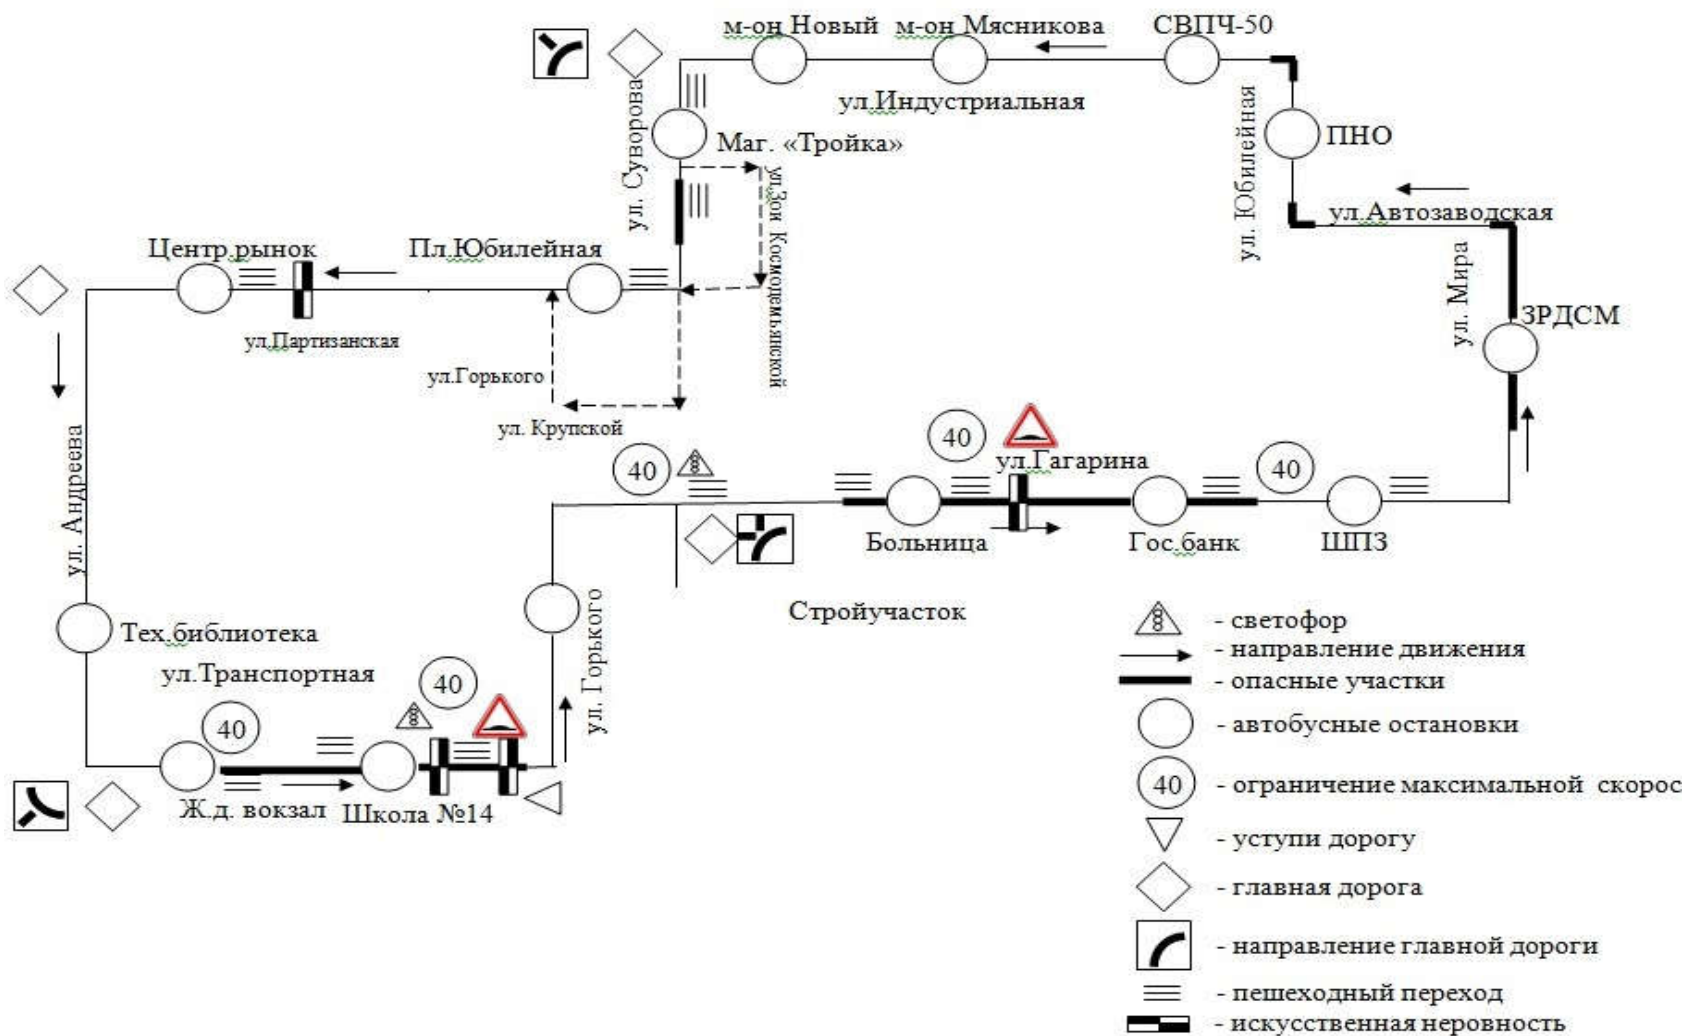 м-он Новый
м-он Мясникова
СВПЧ-50
ул.Индустриальная
ул. Суворова
Маг. «Тройка»
ул.Зои Космодемьянской
ул. Юбилейная
ПНО
ул.Автозаводская
ул. Мира
ЗРДСМ
Центр.рынок
Пл.Юбилейная
ул.Партизанская
ул.Горького
ул. Крупской
ул. Андреева
40
40
ул.Гагарина
40
Больница
Гос.банк
ШПЗ
Стройучасток
ул. Горького
Тех.библиотека
ул.Транспортная
40
40
Ж.д. вокзал
Школа №14
- светофор
- направление движения
- опасные участки
- автобусные остановки
40
- ограничение максимальной скорос
- уступи дорогу
- главная дорога
- направление главной дороги
- пешеходный переход
- искусственная неровность